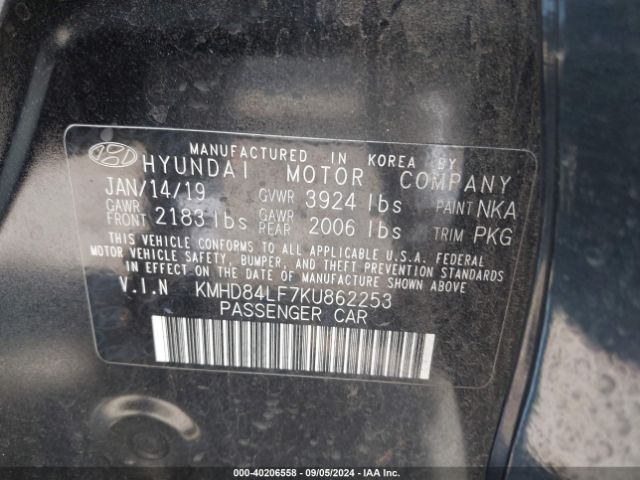 MANUFACTURED IN KOREA BY
HYUNDAI MOTOR COMPANY
JAN/14/19 GVWR 3924 lbs PAINT NKA
GAWR FRONT 2183 lbs GAWR REAR 2006 lbs TRIM PKG
THIS VEHICLE CONFORMS TO ALL APPLICABLE U.S.A. FEDERAL
MOTOR VEHICLE SAFETY, BUMPER, AND THEFT PREVENTION STANDARDS
IN EFFECT ON THE DATE OF MANUFACTURE SHOWN ABOVE.
V.I.N KMHD84LF7KU862253
PASSENGER CAR
000-40206558 - 09/05/2024 - IAA Inc.